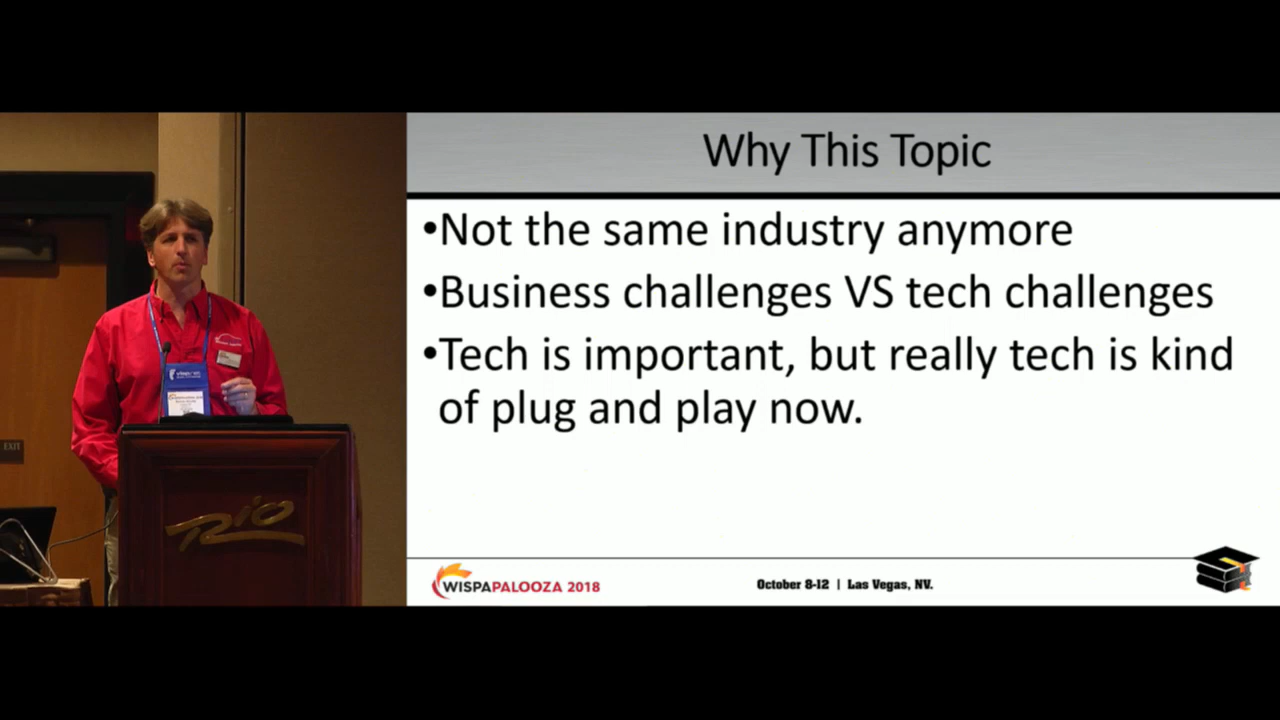 Why This Topic
•Not the same industry anymore
•Business challenges VS tech challenges
•Tech is important, but really tech is kind
of plug and play now.
EXIT
Rio
WISPAPALOOZA 2018
October 8-12 | Las Vegas, NV.